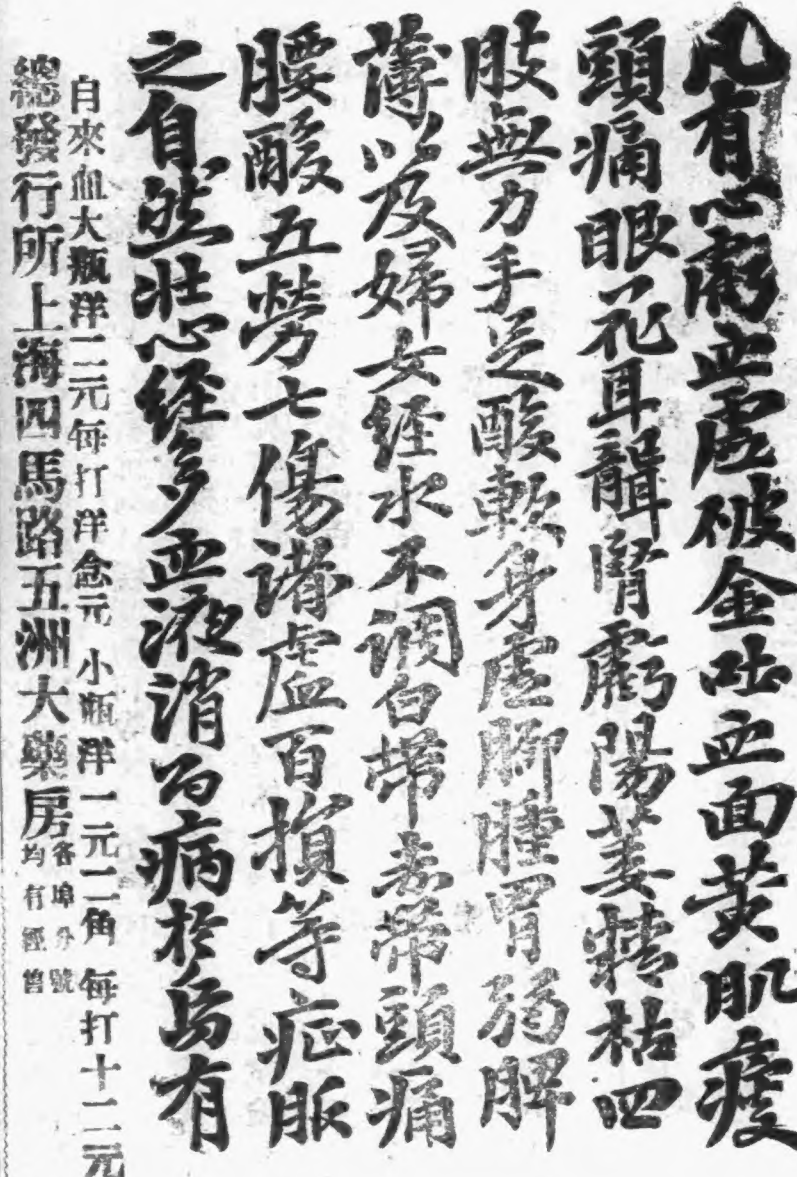 凡有心虧血虛破金吐血面黄肌瘦
頭痛眼花耳聾腎虧陽萎精枯四
肢無力手足酸軟身虛脚腫胃弱脾
薄以及婦女経水不調白帶赤帶頭痛
腰酸五勞七傷諸虛百損等症服
之自然壯心経多血液消百病於烏有
自來血大瓶洋二元每打洋念元 小瓶洋一元二角 每打十二元
總發行所上海四馬路五洲大藥房各埠分號均有經售